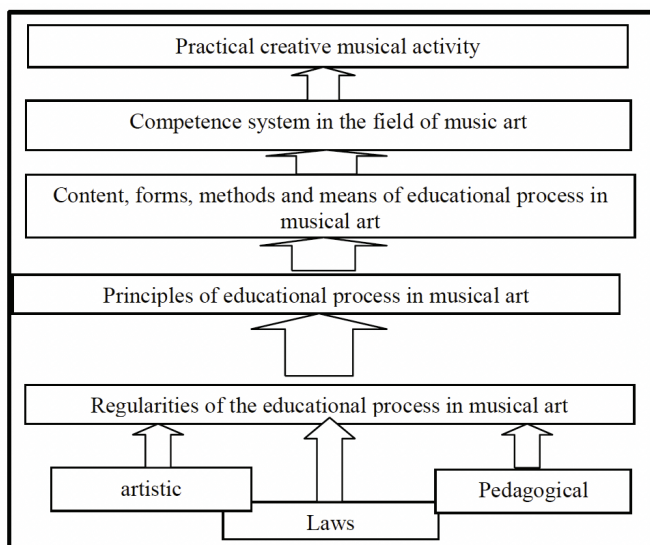 Practical creative musical activity
Competence system in the field of music art
Content, forms, methods and means of educational process in
musical art
Principles of educational process in musical art
Regularities of the educational process in musical art
artistic
Pedagogical
Laws